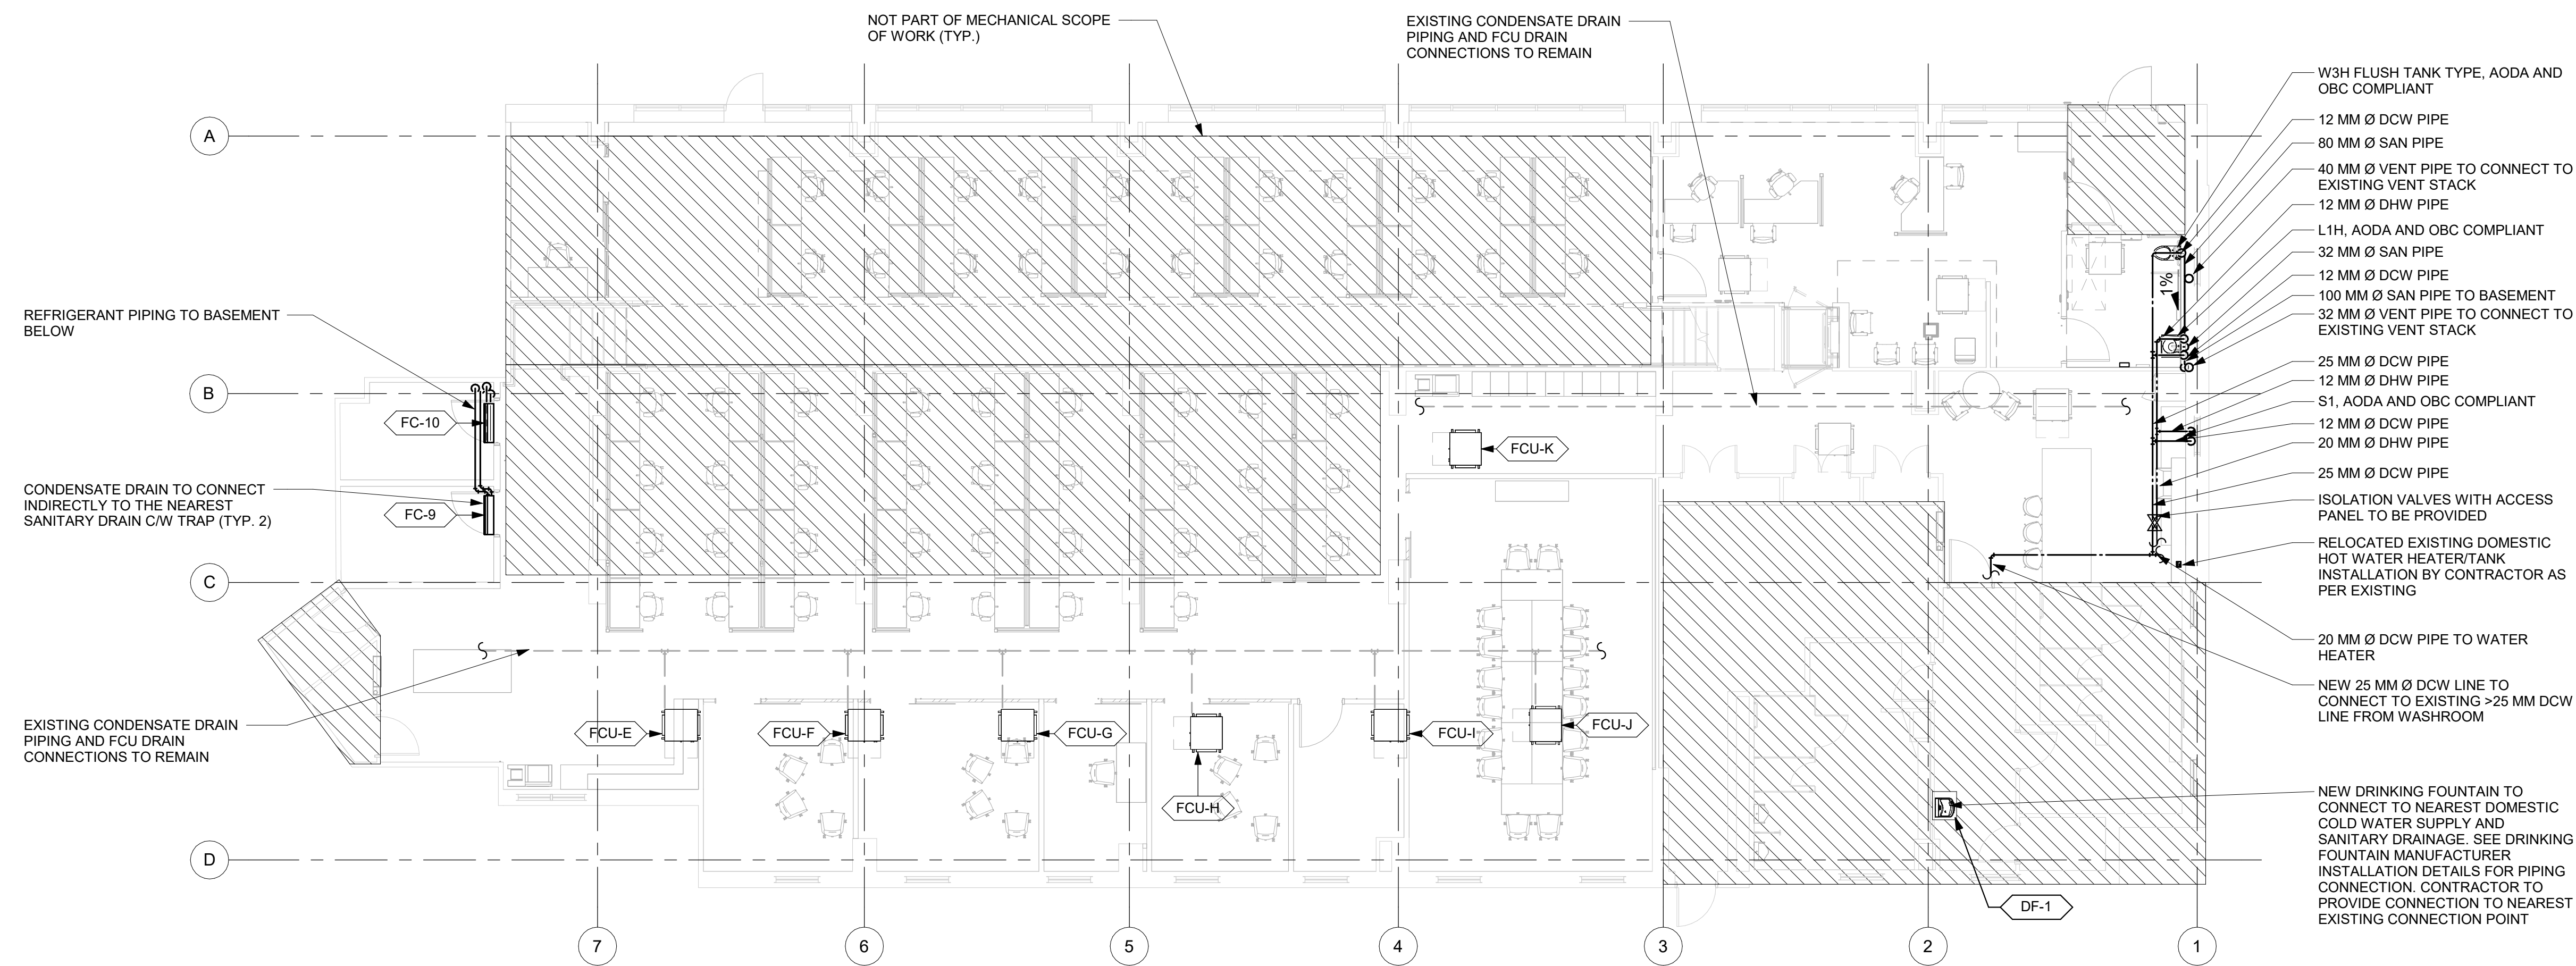 NOT PART OF MECHANICAL SCOPE
OF WORK (TYP.)
EXISTING CONDENSATE DRAIN
PIPING AND FCU DRAIN
CONNECTIONS TO REMAIN
W3H FLUSH TANK TYPE, AODA AND
OBC COMPLIANT
12 MM Ø DCW PIPE
80 MM Ø SAN PIPE
40 MM Ø VENT PIPE TO CONNECT TO
EXISTING VENT STACK
12 MM Ø DHW PIPE
L1H, AODA AND OBC COMPLIANT
32 MM Ø SAN PIPE
12 MM Ø DCW PIPE
100 MM Ø SAN PIPE TO BASEMENT
32 MM Ø VENT PIPE TO CONNECT TO
EXISTING VENT STACK
25 MM Ø DCW PIPE
12 MM Ø DHW PIPE
S1, AODA AND OBC COMPLIANT
12 MM Ø DCW PIPE
20 MM Ø DHW PIPE
25 MM Ø DCW PIPE
ISOLATION VALVES WITH ACCESS
PANEL TO BE PROVIDED
RELOCATED EXISTING DOMESTIC
HOT WATER HEATER/TANK
INSTALLATION BY CONTRACTOR AS
PER EXISTING
20 MM Ø DCW PIPE TO WATER
HEATER
NEW 25 MM Ø DCW LINE TO
CONNECT TO EXISTING >25 MM DCW
LINE FROM WASHROOM
NEW DRINKING FOUNTAIN TO
CONNECT TO NEAREST DOMESTIC
COLD WATER SUPPLY AND
SANITARY DRAINAGE. SEE DRINKING
FOUNTAIN MANUFACTURER
INSTALLATION DETAILS FOR PIPING
CONNECTION. CONTRACTOR TO
PROVIDE CONNECTION TO NEAREST
EXISTING CONNECTION POINT
1%
A
B
C
D
REFRIGERANT PIPING TO BASEMENT
BELOW
FC-10
CONDENSATE DRAIN TO CONNECT
INDIRECTLY TO THE NEAREST
SANITARY DRAIN C/W TRAP (TYP. 2)
FC-9
EXISTING CONDENSATE DRAIN
PIPING AND FCU DRAIN
CONNECTIONS TO REMAIN
FCU-K
FCU-E
FCU-F
FCU-G
FCU-H
FCU-I
FCU-J
DF-1
7
6
5
4
3
2
1